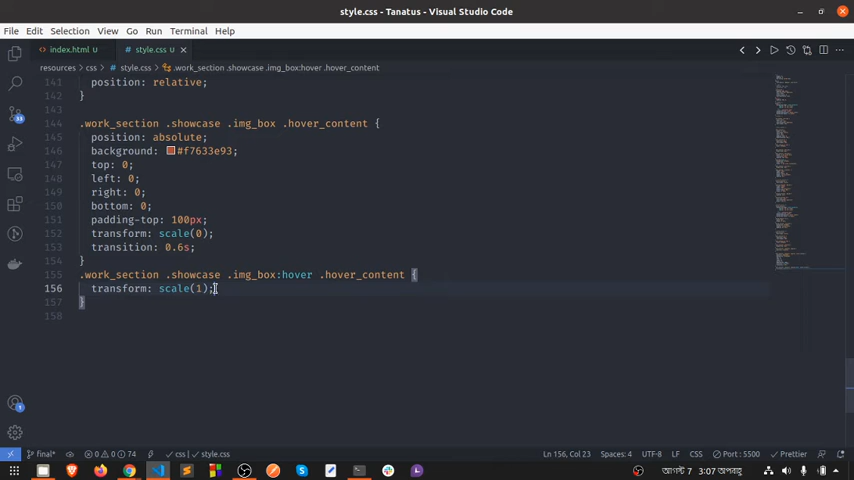 style.css - Tanatus - Visual Studio Code
File Edit Selection View Go Run Terminal Help
index.html U style.css U
resources > css > style.css > .work_section .showcase .img_box:hover .hover_content
141 position: relative;
142 }
143
144 .work_section .showcase .img_box .hover_content {
145 position: absolute;
146 background: #f7633e93;
147 top: 0;
148 left: 0;
149 right: 0;
150 bottom: 0;
151 padding-top: 100px;
152 transform: scale(0);
153 transition: 0.6s;
154 }
155 .work_section .showcase .img_box:hover .hover_content {
156 transform: scale(1);
157 }
158
33
1
final* 0 0 74 css style.css Ln 156, Col 23 Spaces: 4 UTF-8 LF CSS Port : 5500 Prettier
আগস্ট 7 3:07 অপরাহ্ণ